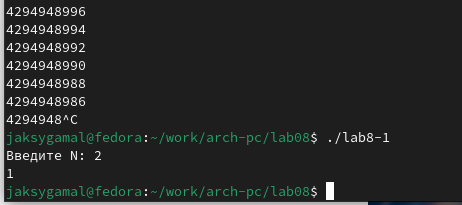 4294948996
4294948994
4294948992
4294948990
4294948988
4294948986
4294948^C
jaksygamal@fedora:~/work/arch-pc/lab08$ ./lab8-1
Введите N: 2
1
jaksygamal@fedora:~/work/arch-pc/lab08$